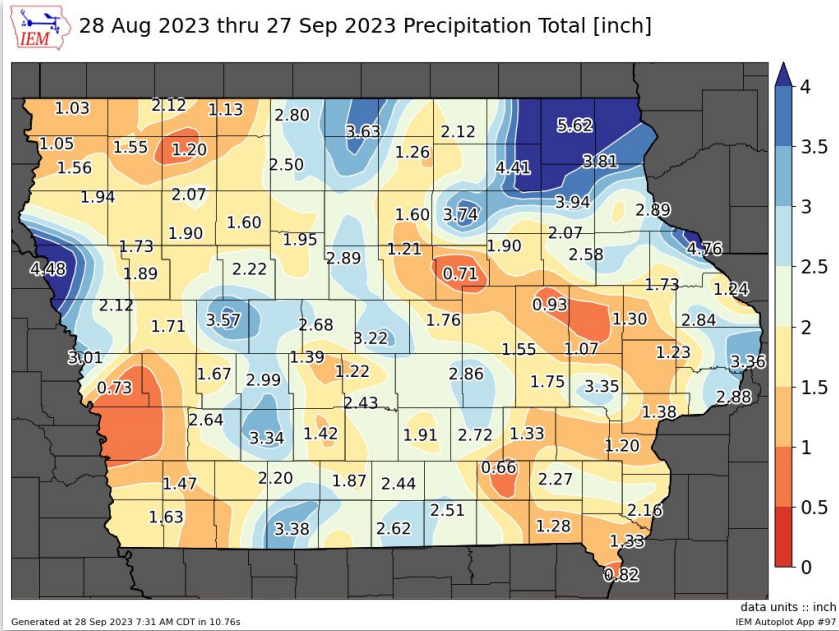 IEM
28 Aug 2023 thru 27 Sep 2023 Precipitation Total [inch]
1.03 2.12 1.13 2.80 3.63 2.12 5.62
1.05 1.55 1.20 1.26 3.81
1.56 2.50 4.41
1.94 2.07 3.94
1.60 1.60 3.74 2.89
1.90 1.95 2.07
1.73 1.21 1.90 4.76
4.48 1.89 2.22 2.89 0.71 2.58
2.12 0.93 1.73 1.24
1.71 3.57 2.68 1.76 1.30 2.84
3.22
3.01 1.39 1.55 1.07 1.23 3.36
0.73 1.67 2.99 1.22 2.86 1.75 3.35 2.88
2.43 1.38
2.64 3.34 1.42 1.91 2.72 1.33 1.20
0.66
1.47 2.20 1.87 2.44 2.27
1.63 2.51 2.16
3.38 2.62 1.28 1.33
0.82
4
3.5
3
2.5
2
1.5
1
0.5
0
data units :: inch
Generated at 28 Sep 2023 7:31 AM CDT in 10.76s IEM Autoplot App #97